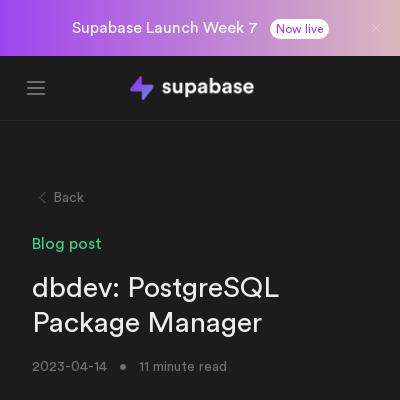 Supabase Launch Week 7 Now live
supabase
Back
Blog post
dbdev: PostgreSQL
Package Manager
2023-04-14 • 11 minute read